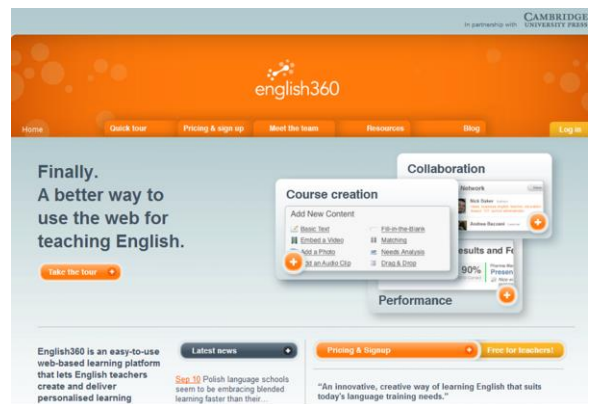 In partnership with CAMBRIDGE
UNIVERSITY PRESS
english360
Home Quick tour Pricing & sign up Meet the team Resources Blog Log in
Finally.
A better way to
use the web for
teaching English.
Take the tour
Collaboration
Network
Nick Baker
Andrea
Course creation
Add New Content
Basic Text Fill-in-the-Blank
Embed a Video Matching
Add a Photo Needs Analysis
Add an Audio Clip Drag & Drop
90%
Performance
English360 is an easy-to-use
web-based learning platform
that lets English teachers
create and deliver
personalised learning
Latest news
Sep 10 Polish language schools
seem to be embracing blended
learning faster than their...
Pricing & Signup Free for teachers!
"An innovative, creative way of learning English that suits
today's language training needs."